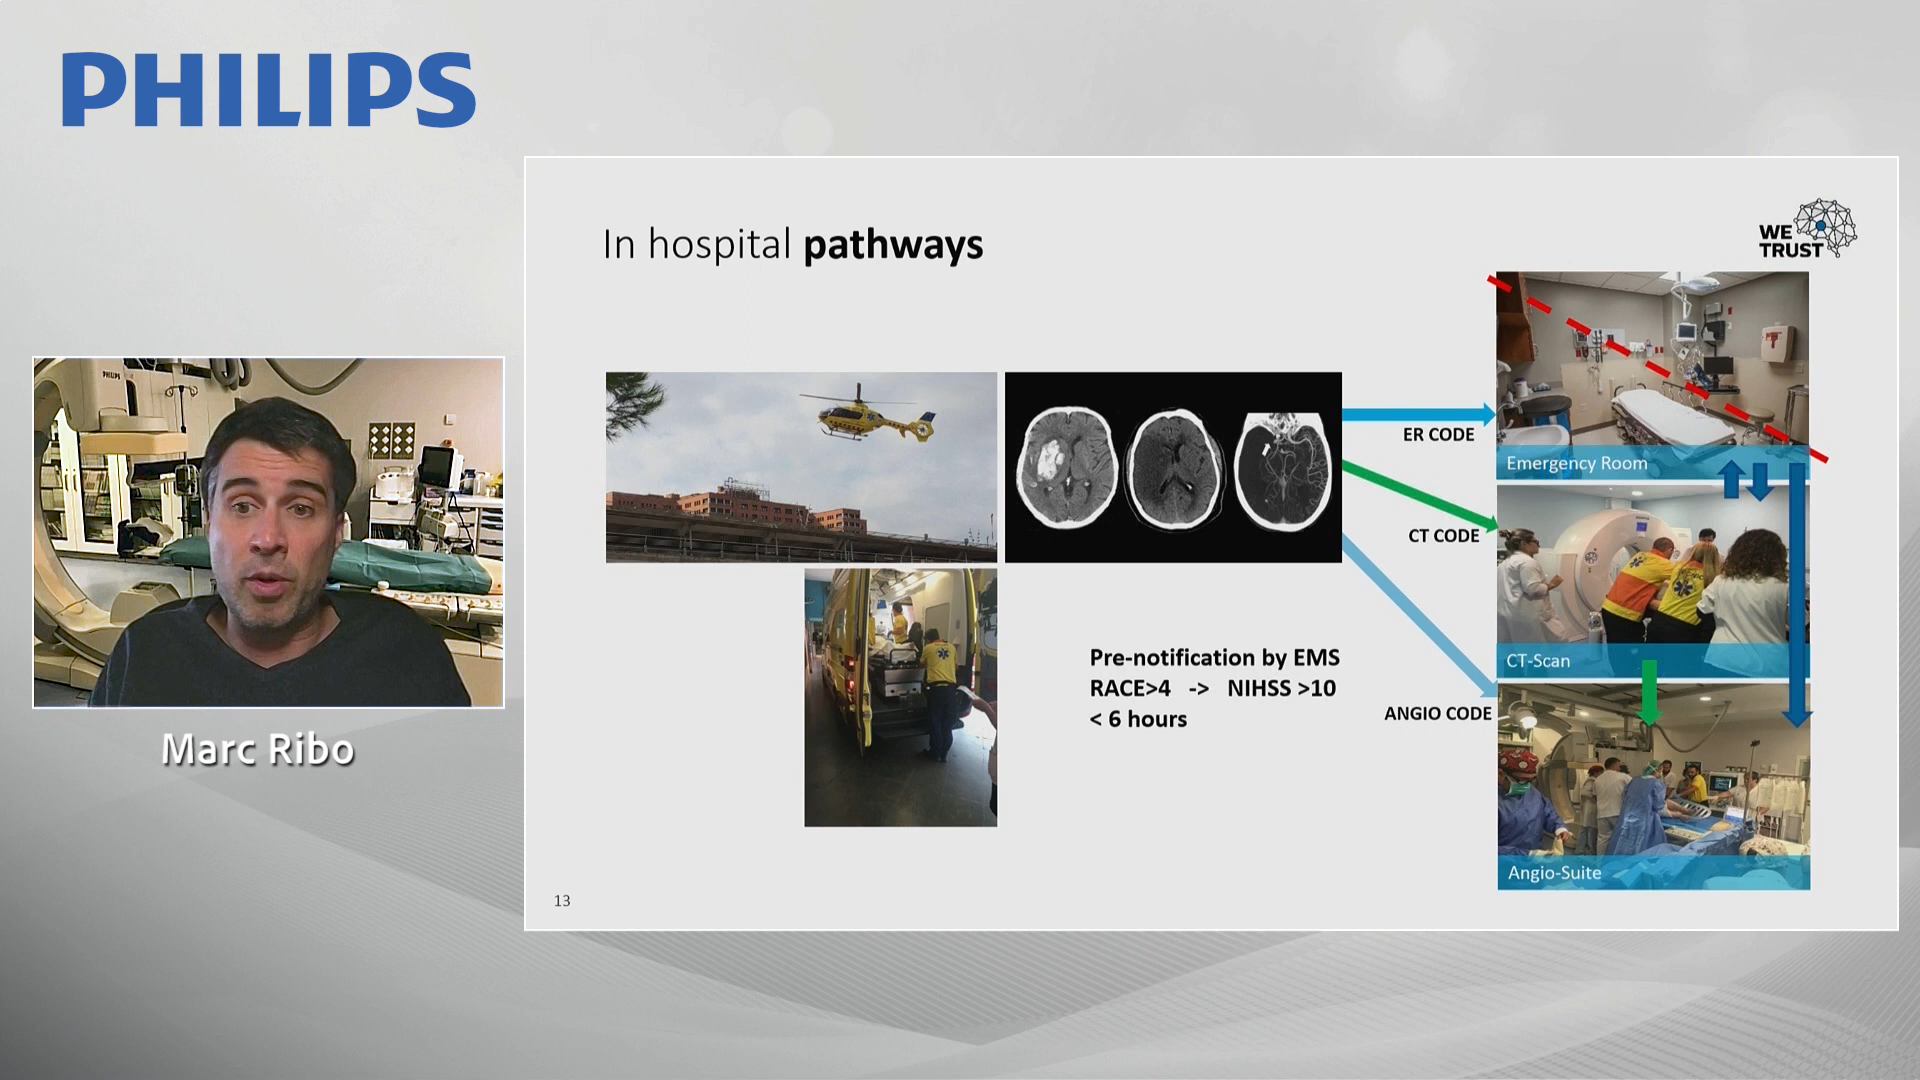 PHILIPS
In hospital pathways
WE
TRUST
PHILIPS
ER CODE
Emergency Room
CT CODE
CT-Scan
Pre-notification by EMS
RACE>4 -> NIHSS >10
< 6 hours
ANGIO CODE
Angio-Suite
Marc Ribo
13